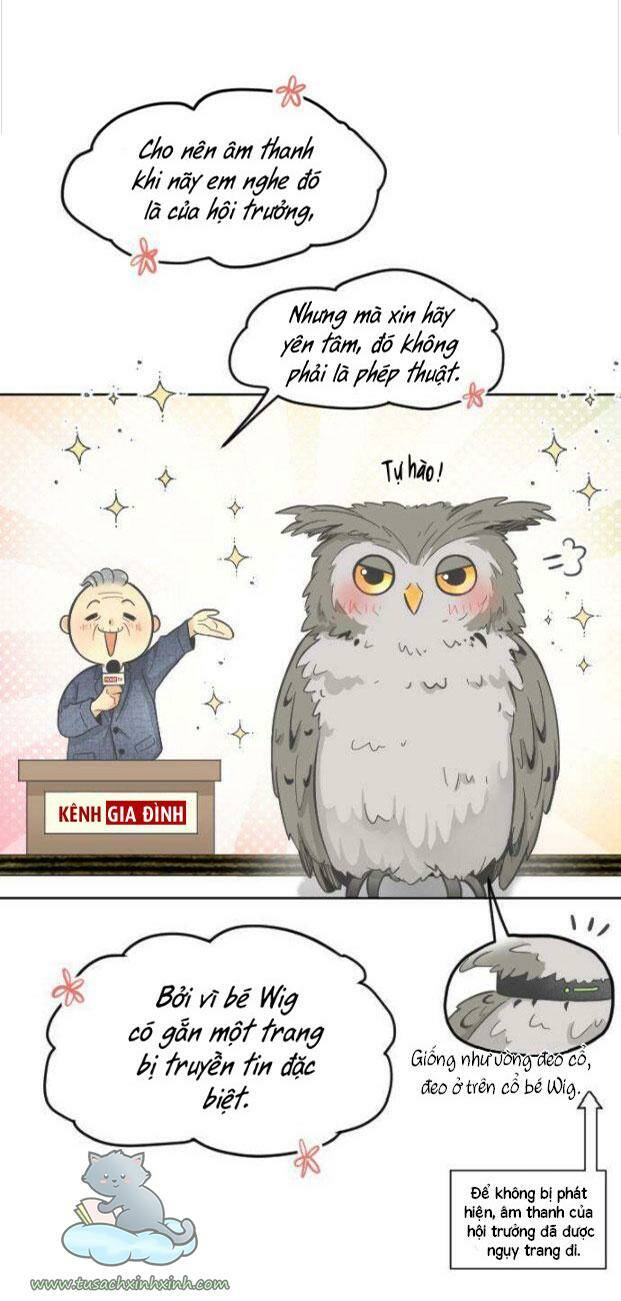 Cho nên âm thanh
khi nãy em nghe đó
là của hội trưởng,
Nhưng mà xin hãy
yên tâm, đó không
phải là phép thuật.
Tự hào!
KÊNH GIA ĐÌNH
Bởi vì bé Wig
có gắn một trang
bị truyền tin đặc
biệt.
Giống như vòng đeo cổ,
đeo ở trên cổ bé Wig.
Để không bị phát
hiện, âm thanh của
hội trưởng đã được
ngụy trang đi.
www.tusachxinhxinh.com